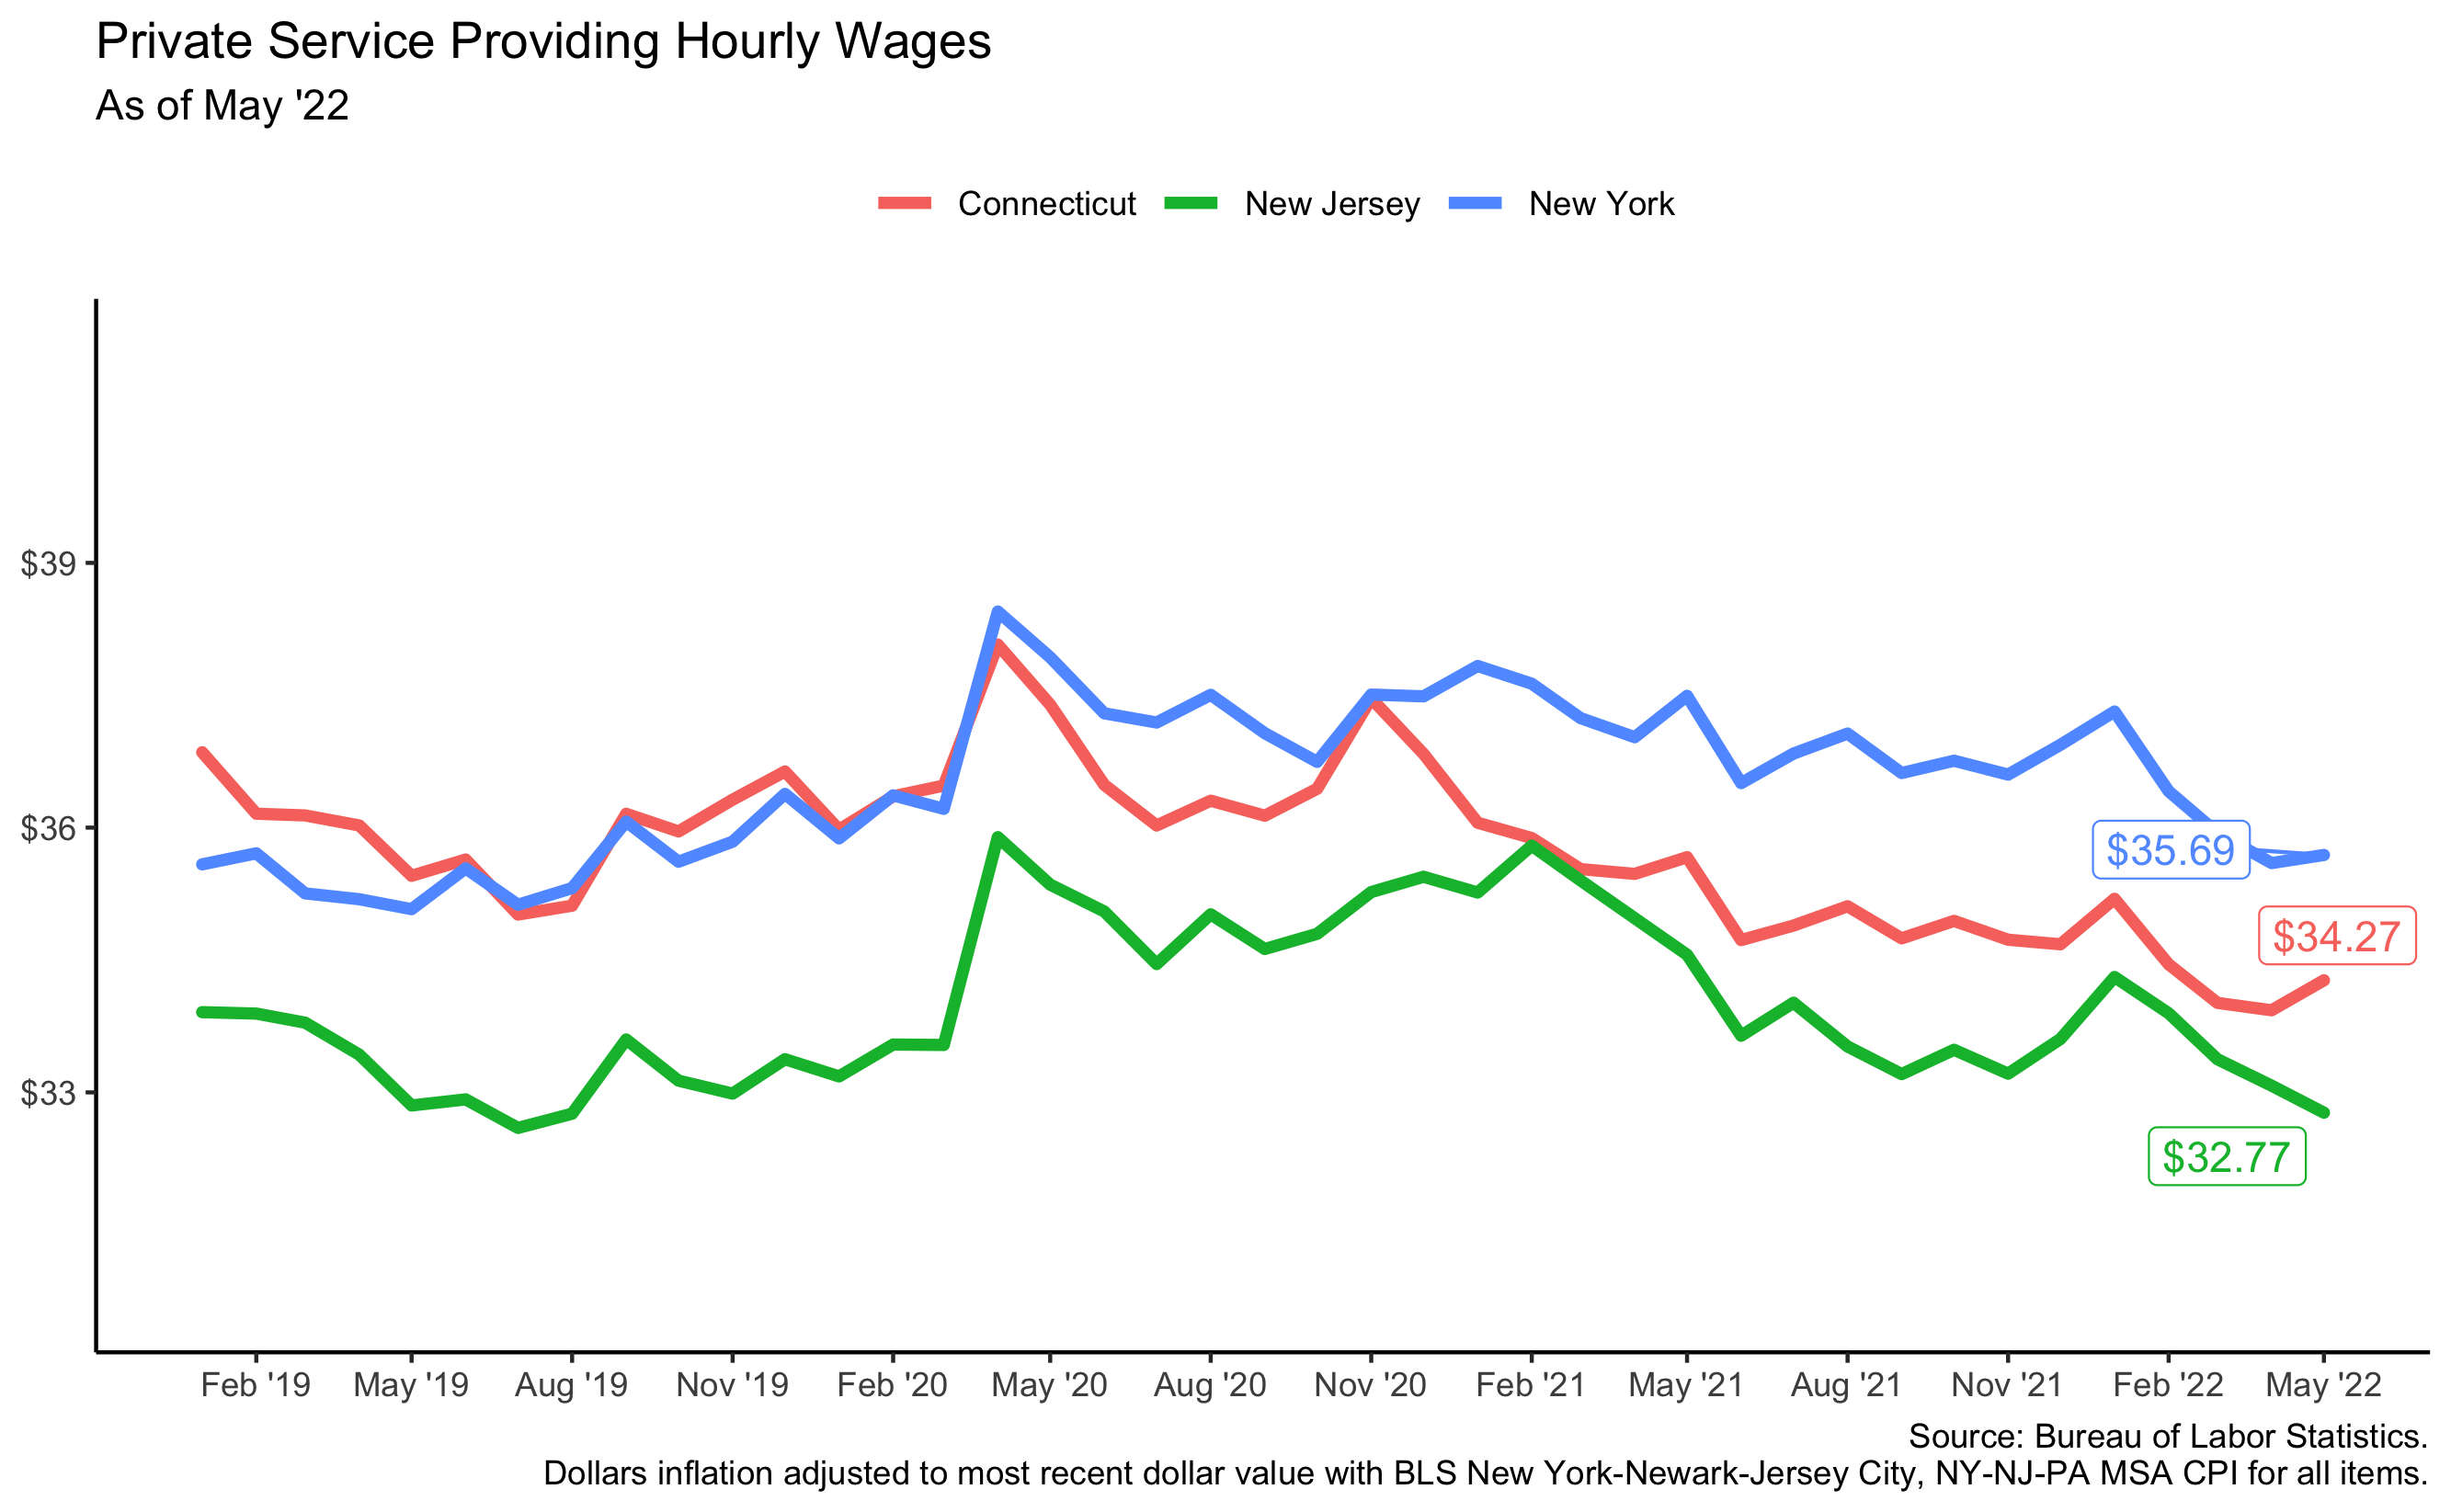 Private Service Providing Hourly Wages
As of May '22
Connecticut New Jersey New York
$39
$36
$33
$35.69
$34.27
$32.77
Feb '19 May '19 Aug '19 Nov '19 Feb '20 May '20 Aug '20 Nov '20 Feb '21 May '21 Aug '21 Nov '21 Feb '22 May '22
Source: Bureau of Labor Statistics.
Dollars inflation adjusted to most recent dollar value with BLS New York-Newark-Jersey City, NY-NJ-PA MSA CPI for all items.